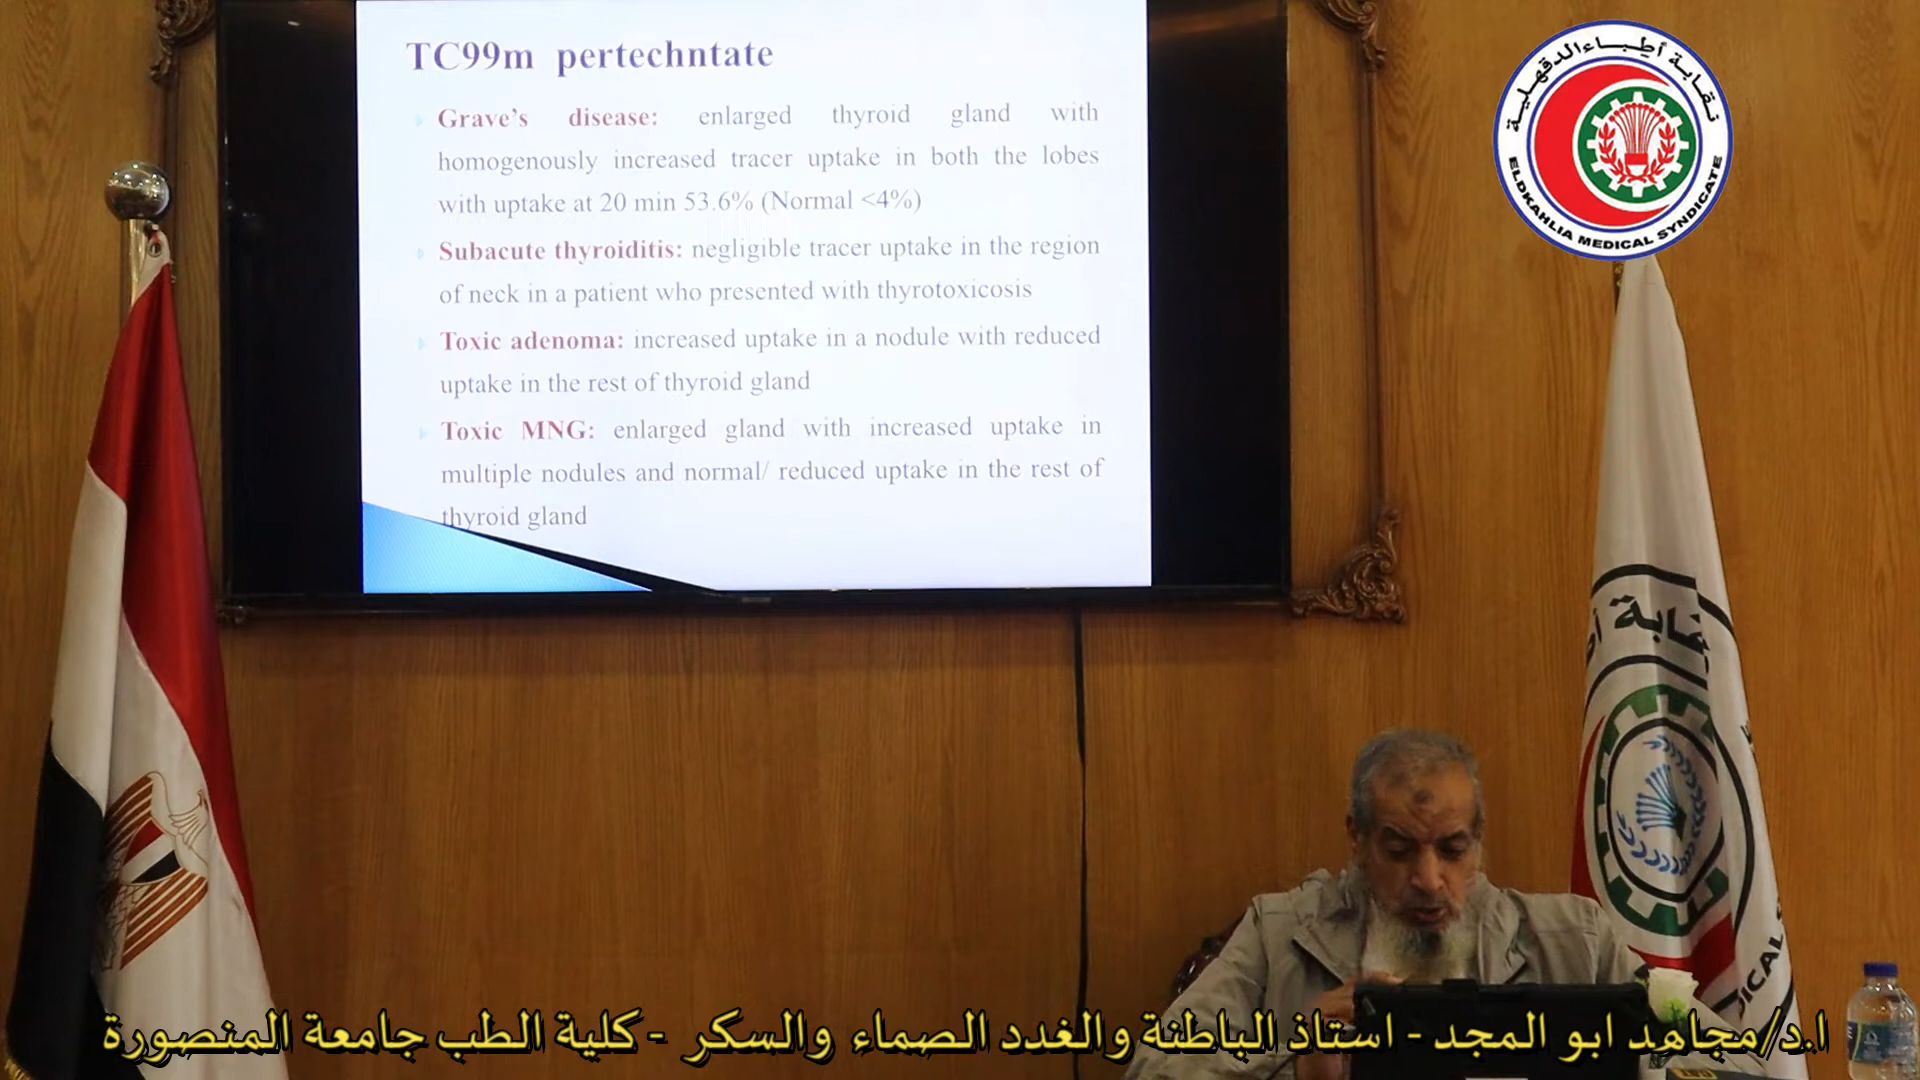 TC99m pertechntate
Grave's disease: enlarged thyroid gland with
homogenously increased tracer uptake in both the lobes
with uptake at 20 min 53.6% (Normal <4%)
Subacute thyroiditis: negligible tracer uptake in the region
of neck in a patient who presented with thyrotoxicosis
Toxic adenoma: increased uptake in a nodule with reduced
uptake in the rest of thyroid gland
Toxic MNG: enlarged gland with increased uptake in
multiple nodules and normal/ reduced uptake in the rest of
thyroid gland
نقابة أطباء الدقهلية
ELDKAHLIA MEDICAL SYNDICATE
ا.د/مجاهد ابو المجد - استاذ الباطنة والغدد الصماء والسكر - كلية الطب جامعة المنصورة